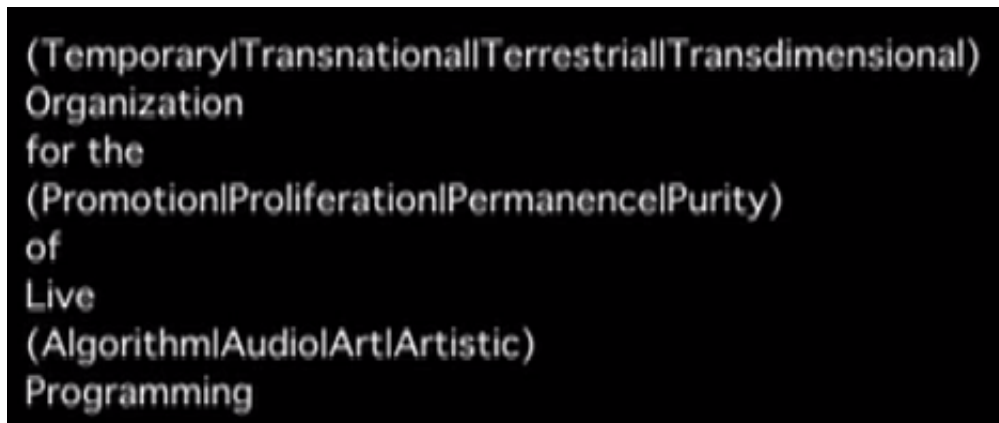 (Temporary|Transnational|Terrestrial|Transdimensional)
Organization
for the
(Promotion|Proliferation|Permanence|Purity)
of
Live
(Algorithm|Audio|Art|Artistic)
Programming